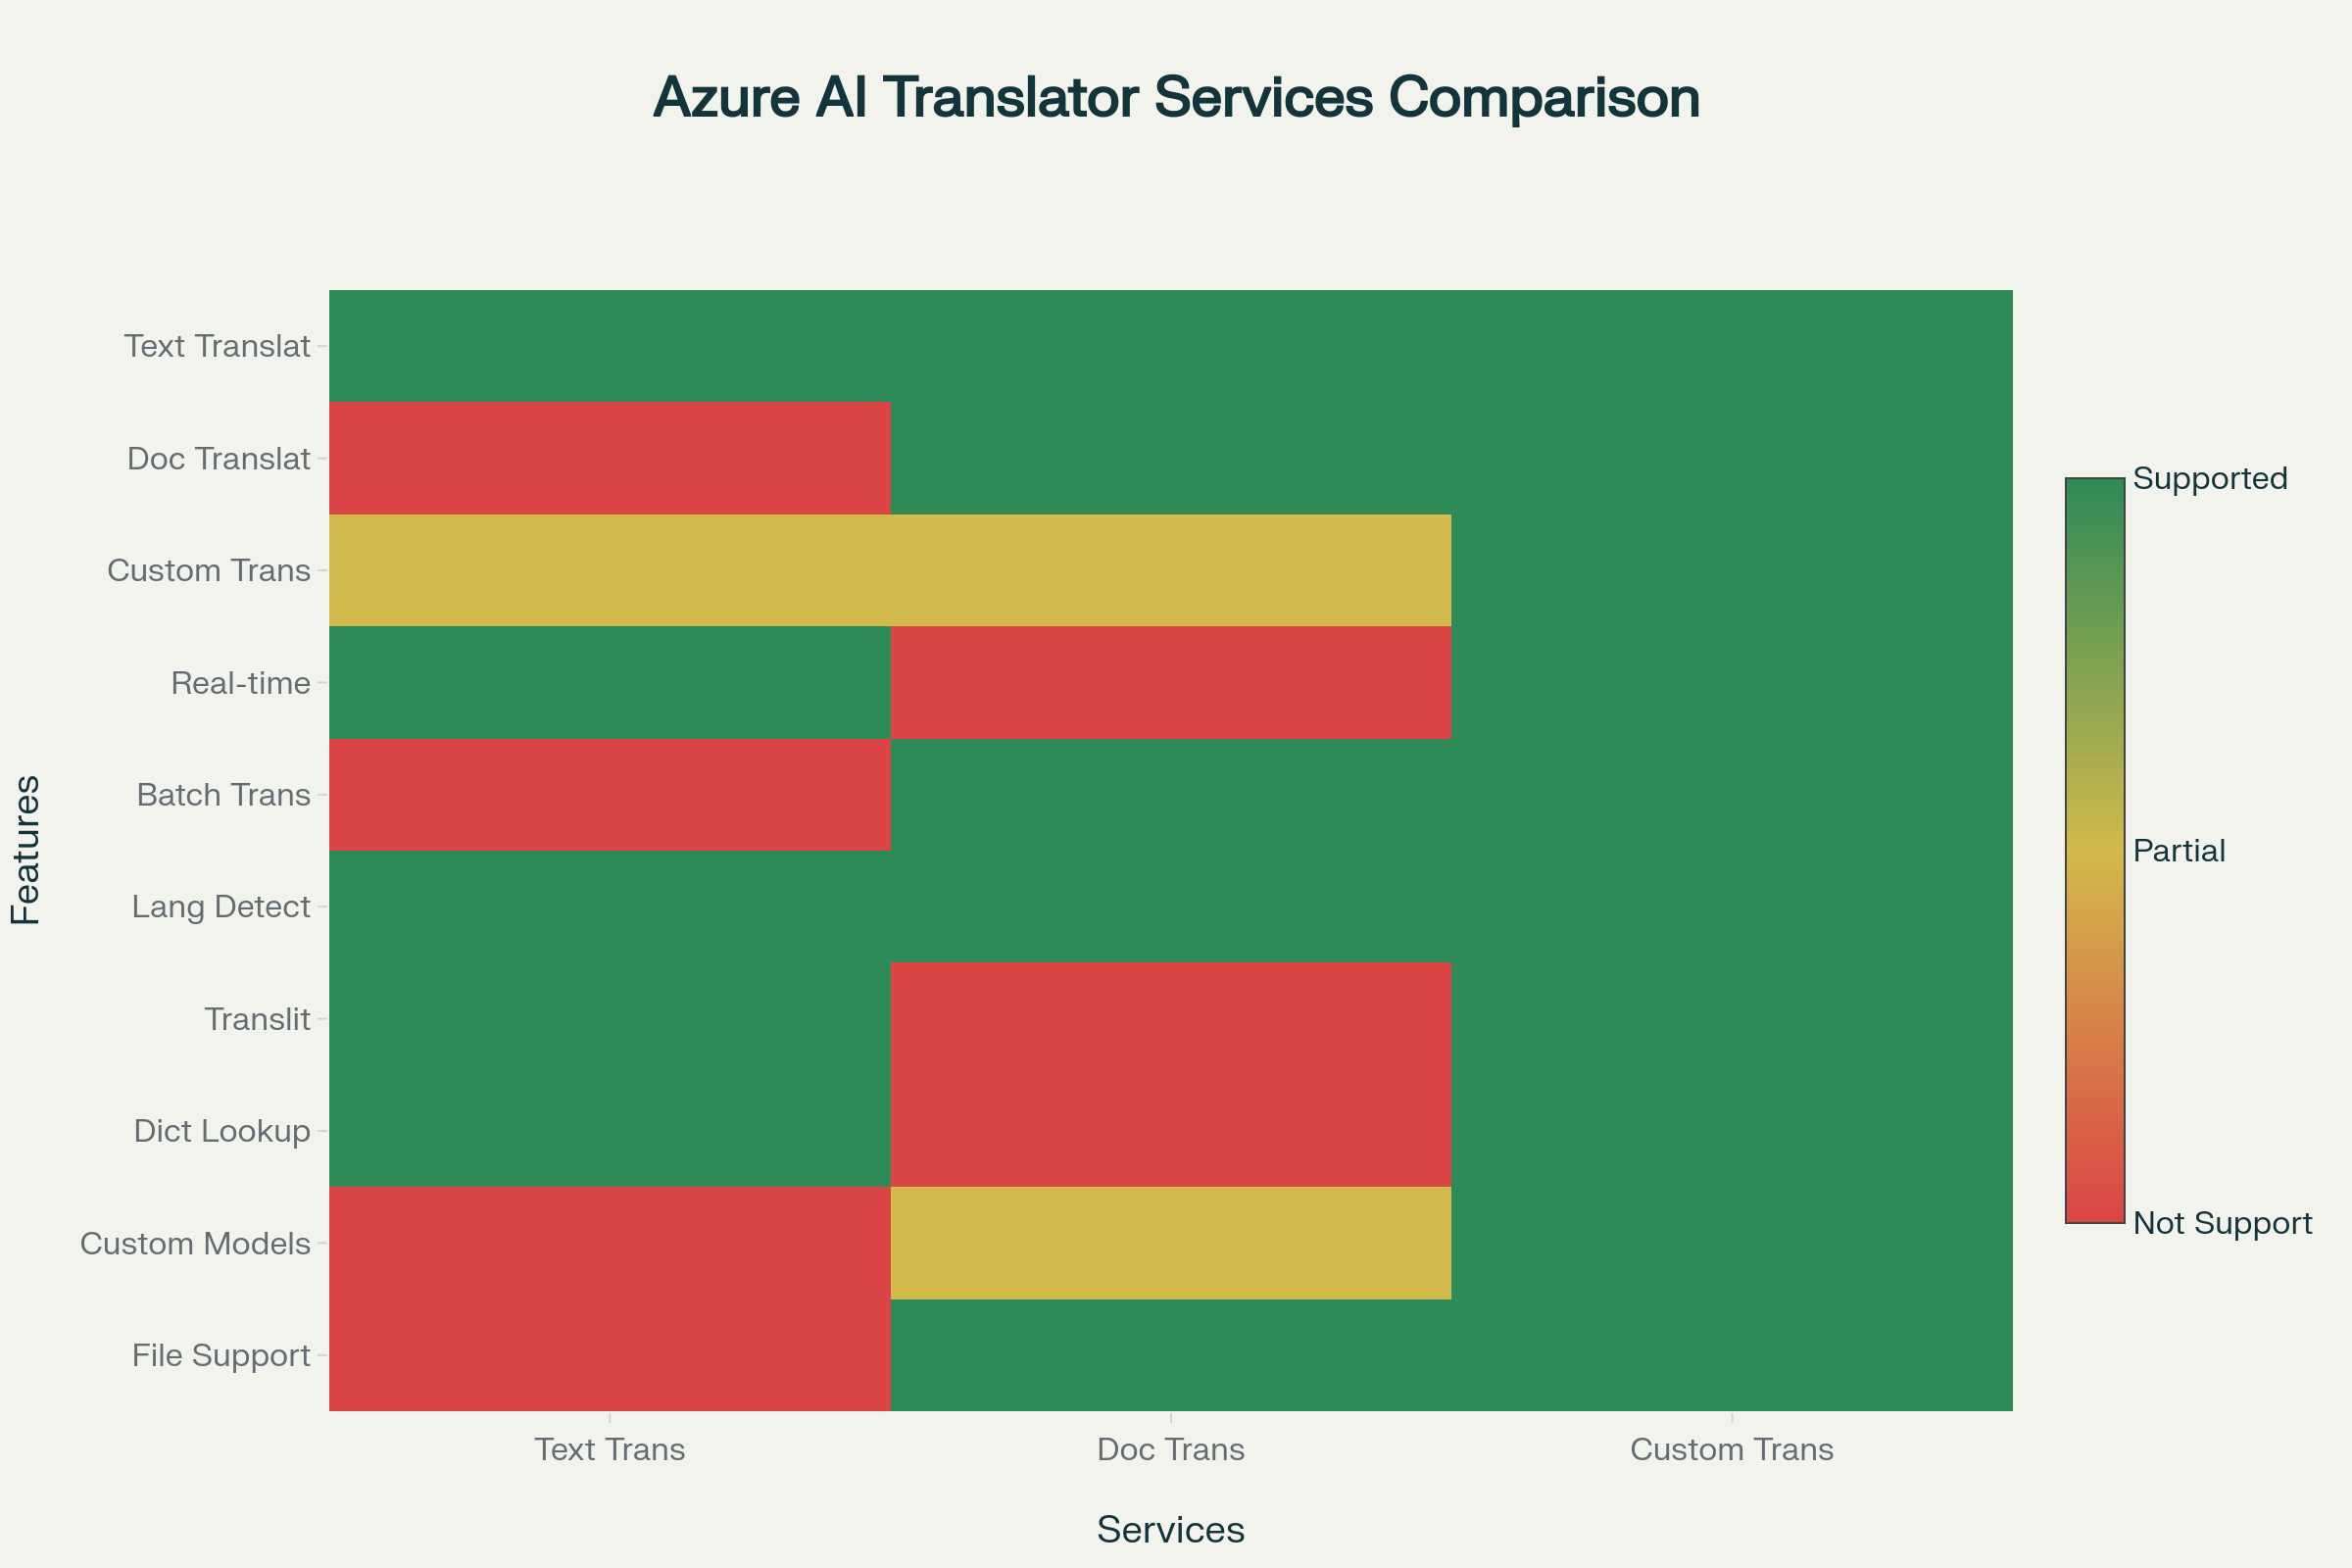 Azure AI Translator Services Comparison
Text Translat
Doc Translat
Custom Trans
Real-time
Batch Trans
Lang Detect
Translit
Dict Lookup
Custom Models
File Support
Features
Text Trans
Doc Trans
Custom Trans
Services
Supported
Partial
Not Support